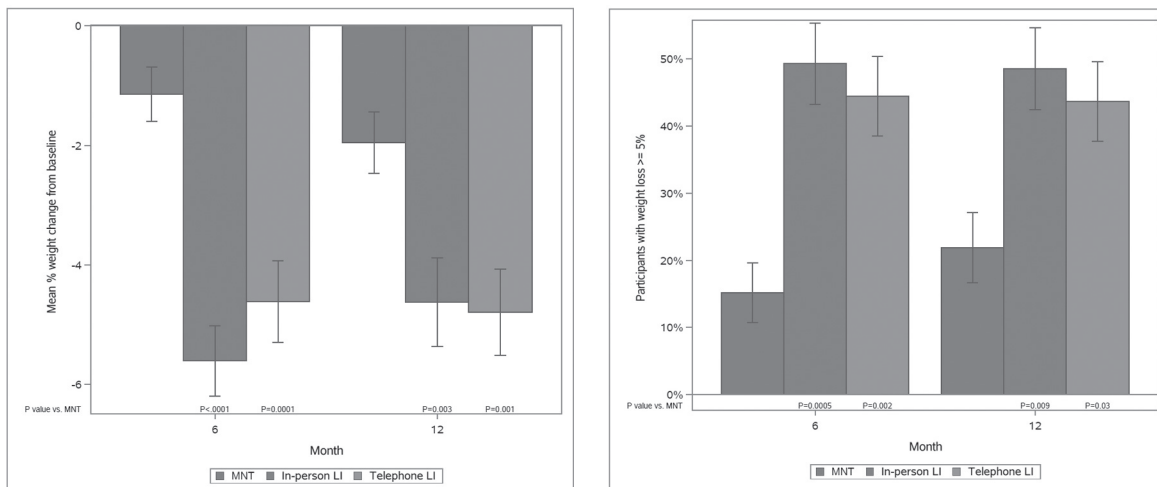 0
-2
-4
-6
Mean % weight change from baseline
P value vs. MNT
P<.0001 P=0.0001 P=0.003 P=0.001
6 12
Month
MNT In-person LI Telephone LI
50%
40%
30%
20%
10%
0%
Participants with weight loss >= 5%
P value vs. MNT
P=0.0005 P=0.002 P=0.009 P=0.03
6 12
Month
MNT In-person LI Telephone LI